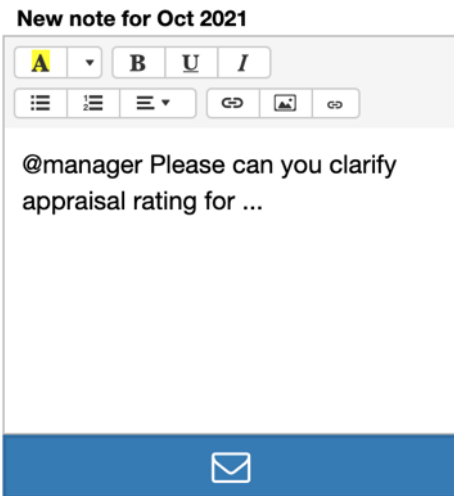 New note for Oct 2021
A
B U I
@manager Please can you clarify
appraisal rating for ...